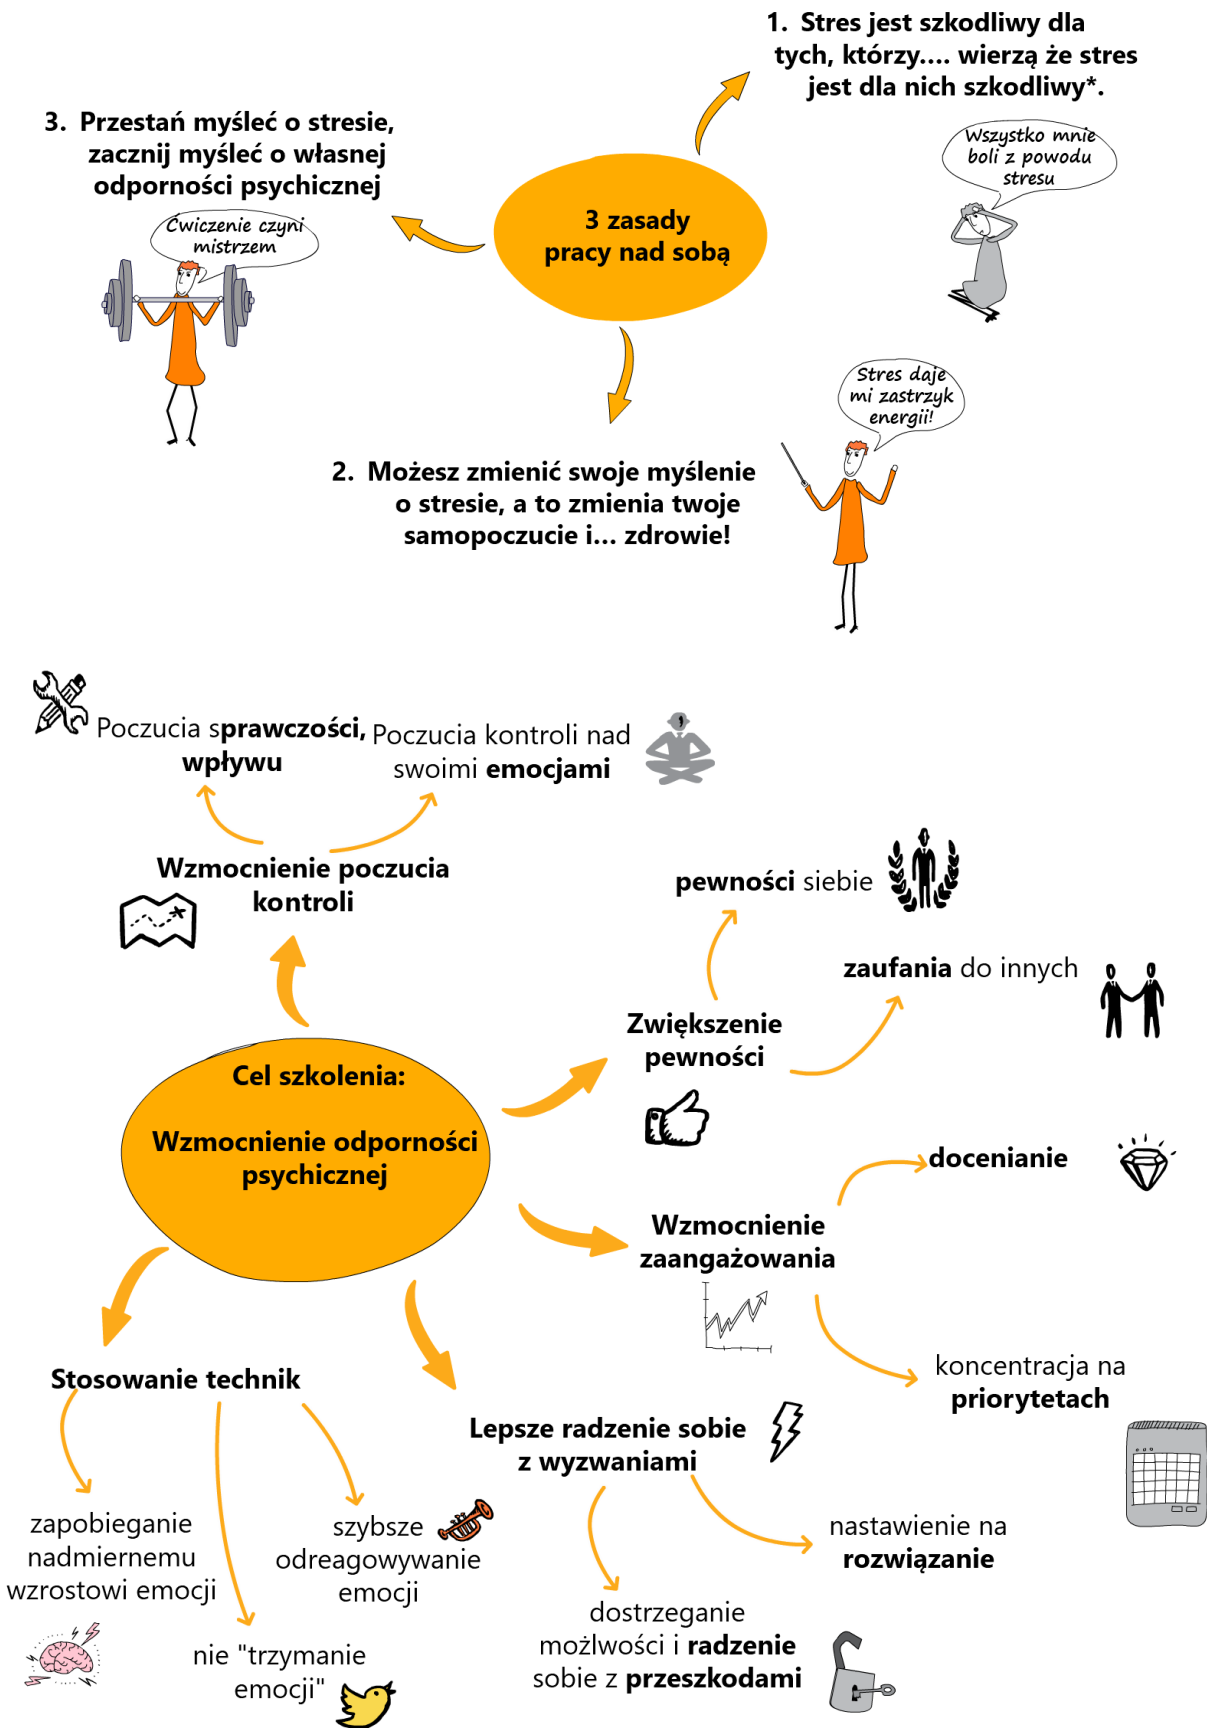 1. Stres jest szkodliwy dla
tych, którzy.... wierzą że stres
jest dla nich szkodliwy*.
Wszystko mnie
boli z powodu
stresu
3. Przestań myśleć o stresie,
zacznij myśleć o własnej
odporności psychicznej
Ćwiczenie czyni
mistrzem
3 zasady
pracy nad sobą
Stres daje
mi zastrzyk
energii!
2. Możesz zmienić swoje myślenie
o stresie, a to zmienia twoje
samopoczucie i... zdrowie!
Poczucia sprawczości,
wpływu
Poczucia kontroli nad
swoimi emocjami
Wzmocnienie poczucia
kontroli
pewności siebie
zaufania do innych
Zwiększenie
pewności
Cel szkolenia:
Wzmocnienie odporności
psychicznej
docenianie
Wzmocnienie
zaangażowania
koncentracja na
priorytetach
Stosowanie technik
Lepsze radzenie sobie
z wyzwaniami
zapobieganie
nadmiernemu
wzrostowi emocji
szybsze
odreagowywanie
emocji
nie "trzymanie
emocji"
nastawienie na
rozwiązanie
dostrzeganie
możlwości i radzenie
sobie z przeszkodami